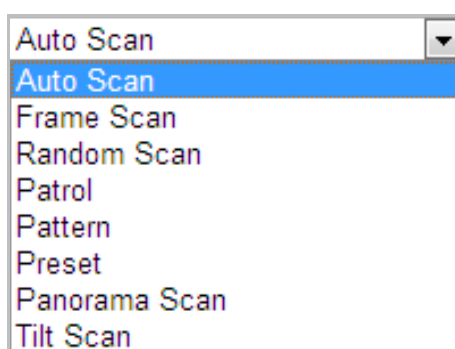 Auto Scan
Auto Scan
Frame Scan
Random Scan
Patrol
Pattern
Preset
Panorama Scan
Tilt Scan